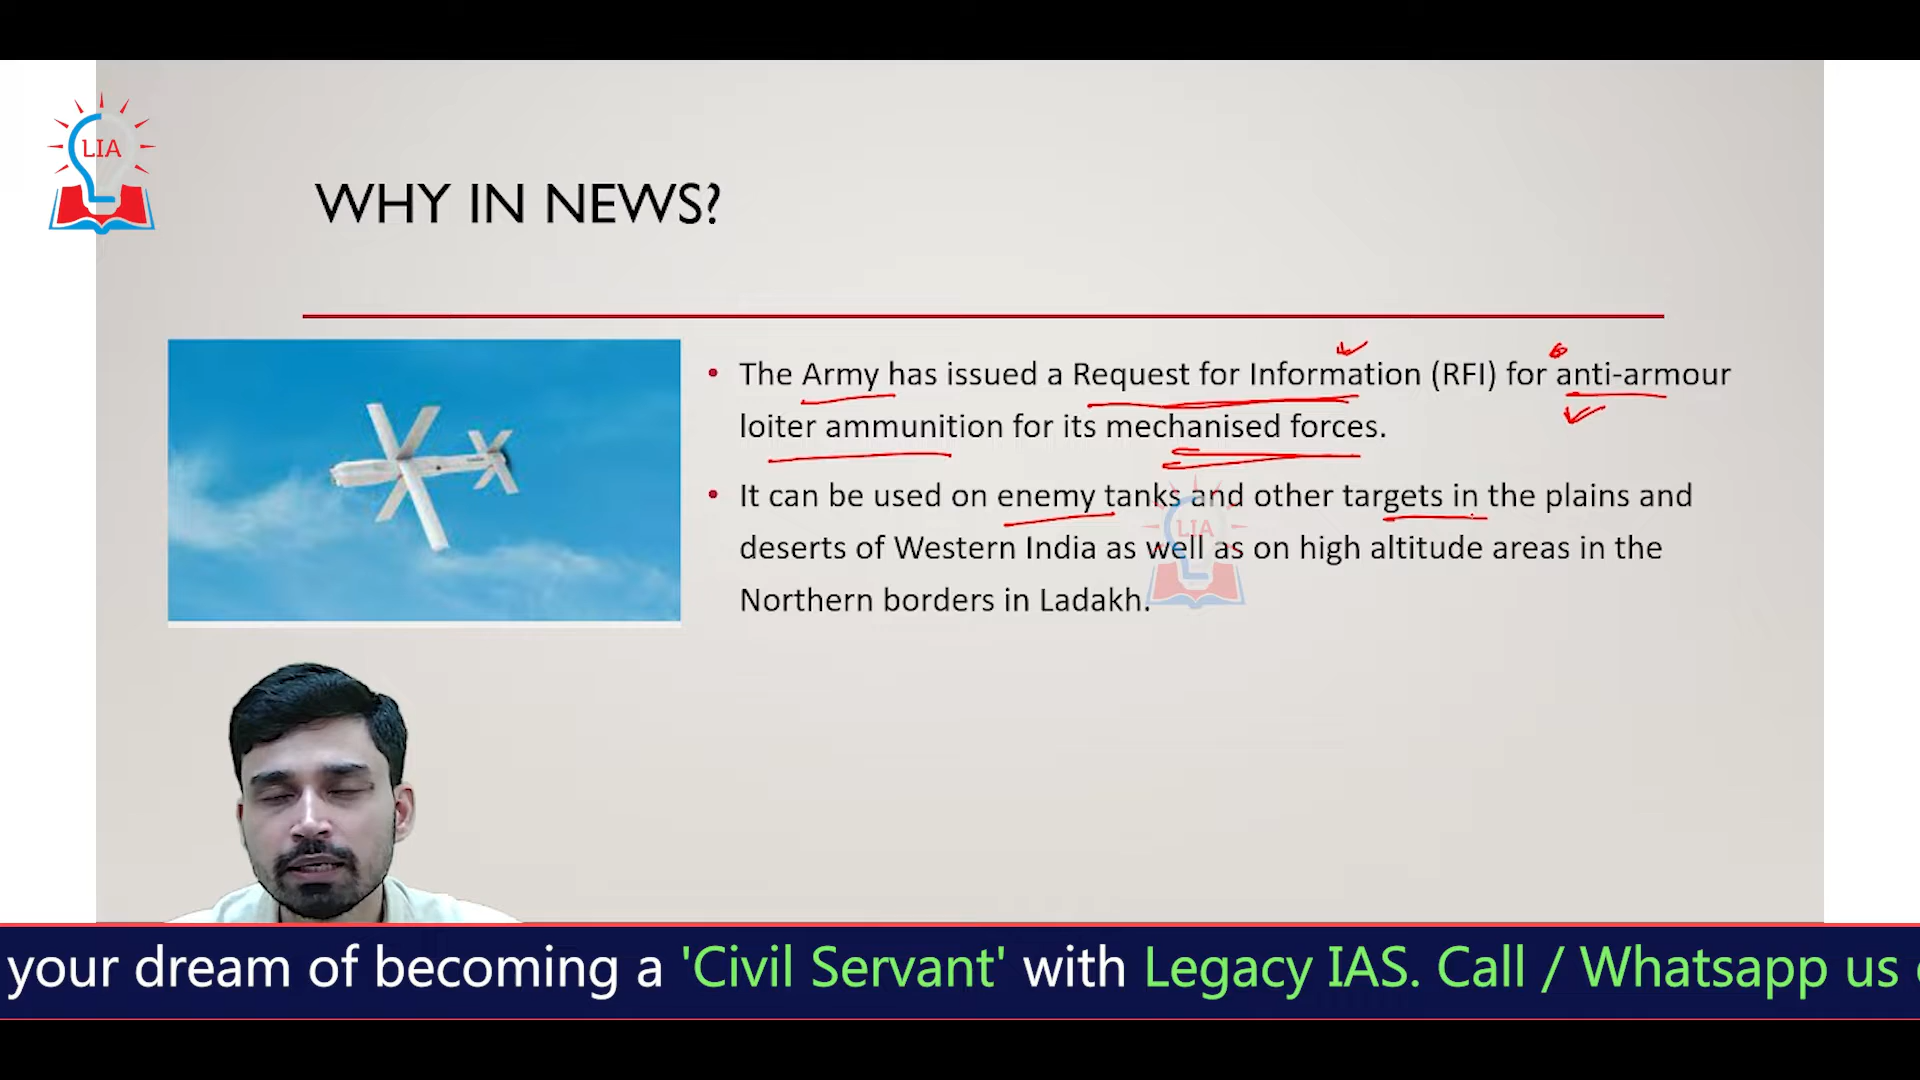 LIA
WHY IN NEWS?
• The Army has issued a Request for Information (RFI) for anti-armour
loiter ammunition for its mechanised forces.
• It can be used on enemy tanks and other targets in the plains and
deserts of Western India as well as on high altitude areas in the
Northern borders in Ladakh.
LIA
your dream of becoming a 'Civil Servant' with Legacy IAS. Call / Whatsapp us